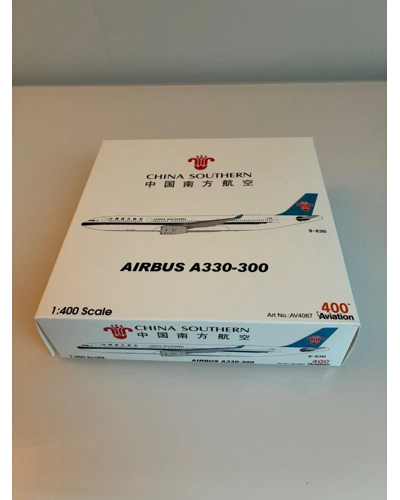 CHINA SOUTHERN
中国南方航空
B-8361
AIRBUS A330-300
1:400 Scale
Art No.:AV4067
400
Aviation
CHINA SOUTHERN
中国南方航空
1:400 Scale
AIRBUS A330-300
400
Aviation